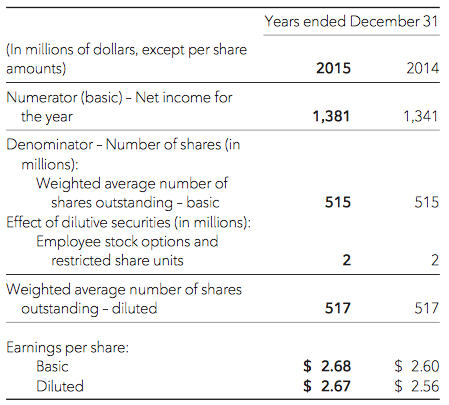 Years ended December 31
(In millions of dollars, except per share
amounts) 2015 2014
Numerator (basic) – Net income for
the year 1,381 1,341
Denominator – Number of shares (in
millions):
Weighted average number of
shares outstanding – basic 515 515
Effect of dilutive securities (in millions):
Employee stock options and
restricted share units 2 2
Weighted average number of shares
outstanding – diluted 517 517
Earnings per share:
Basic $ 2.68 $ 2.60
Diluted $ 2.67 $ 2.56